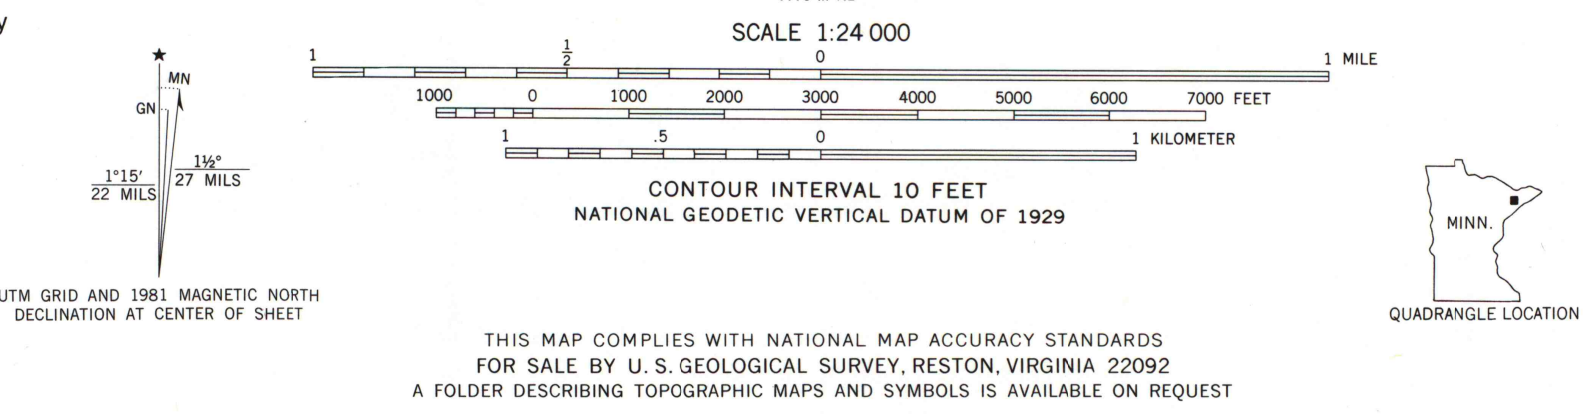 SCALE 1:24 000
1 ½ 0 1 MILE
1000 0 1000 2000 3000 4000 5000 6000 7000 FEET
1 .5 0 1 KILOMETER
CONTOUR INTERVAL 10 FEET
NATIONAL GEODETIC VERTICAL DATUM OF 1929
★
MN
GN
1°15′
22 MILS
1½°
27 MILS
UTM GRID AND 1981 MAGNETIC NORTH
DECLINATION AT CENTER OF SHEET
MINN.
QUADRANGLE LOCATION
THIS MAP COMPLIES WITH NATIONAL MAP ACCURACY STANDARDS
FOR SALE BY U. S. GEOLOGICAL SURVEY, RESTON, VIRGINIA 22092
A FOLDER DESCRIBING TOPOGRAPHIC MAPS AND SYMBOLS IS AVAILABLE ON REQUEST